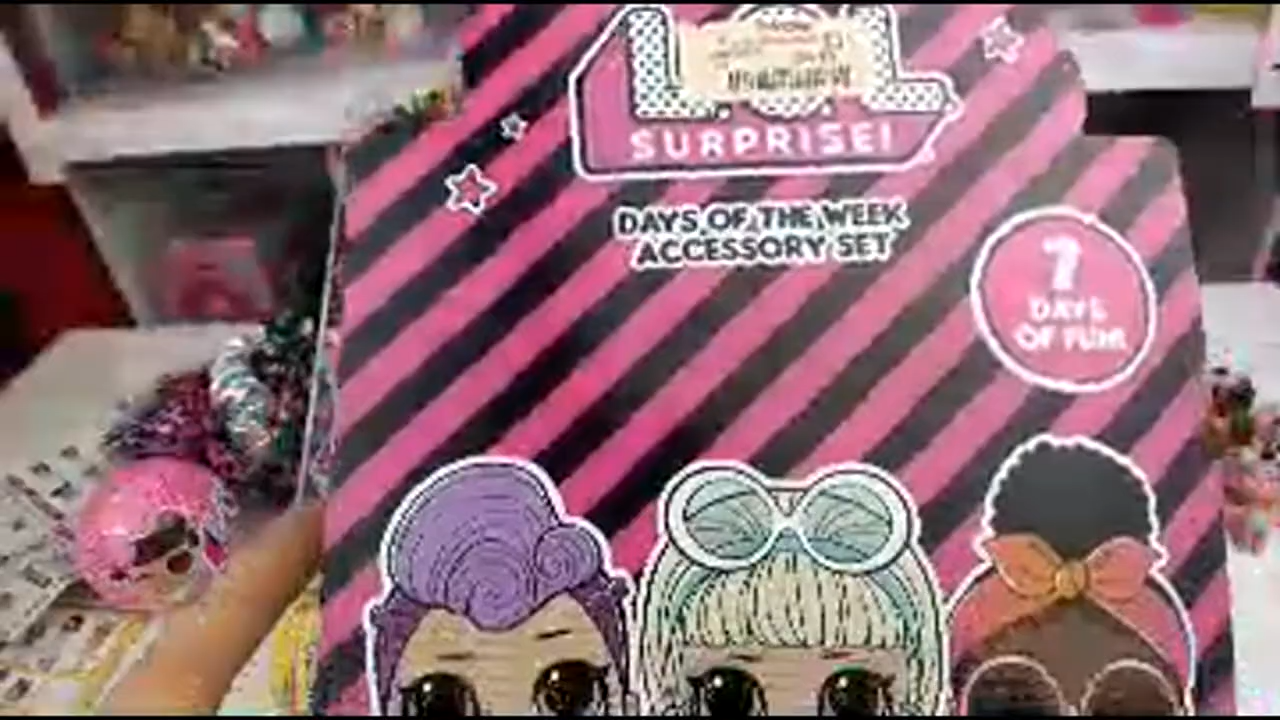 SURPRISE!
DAYS OF THE WEEK
ACCESSORY SET
7
DAYS
OF FUN!